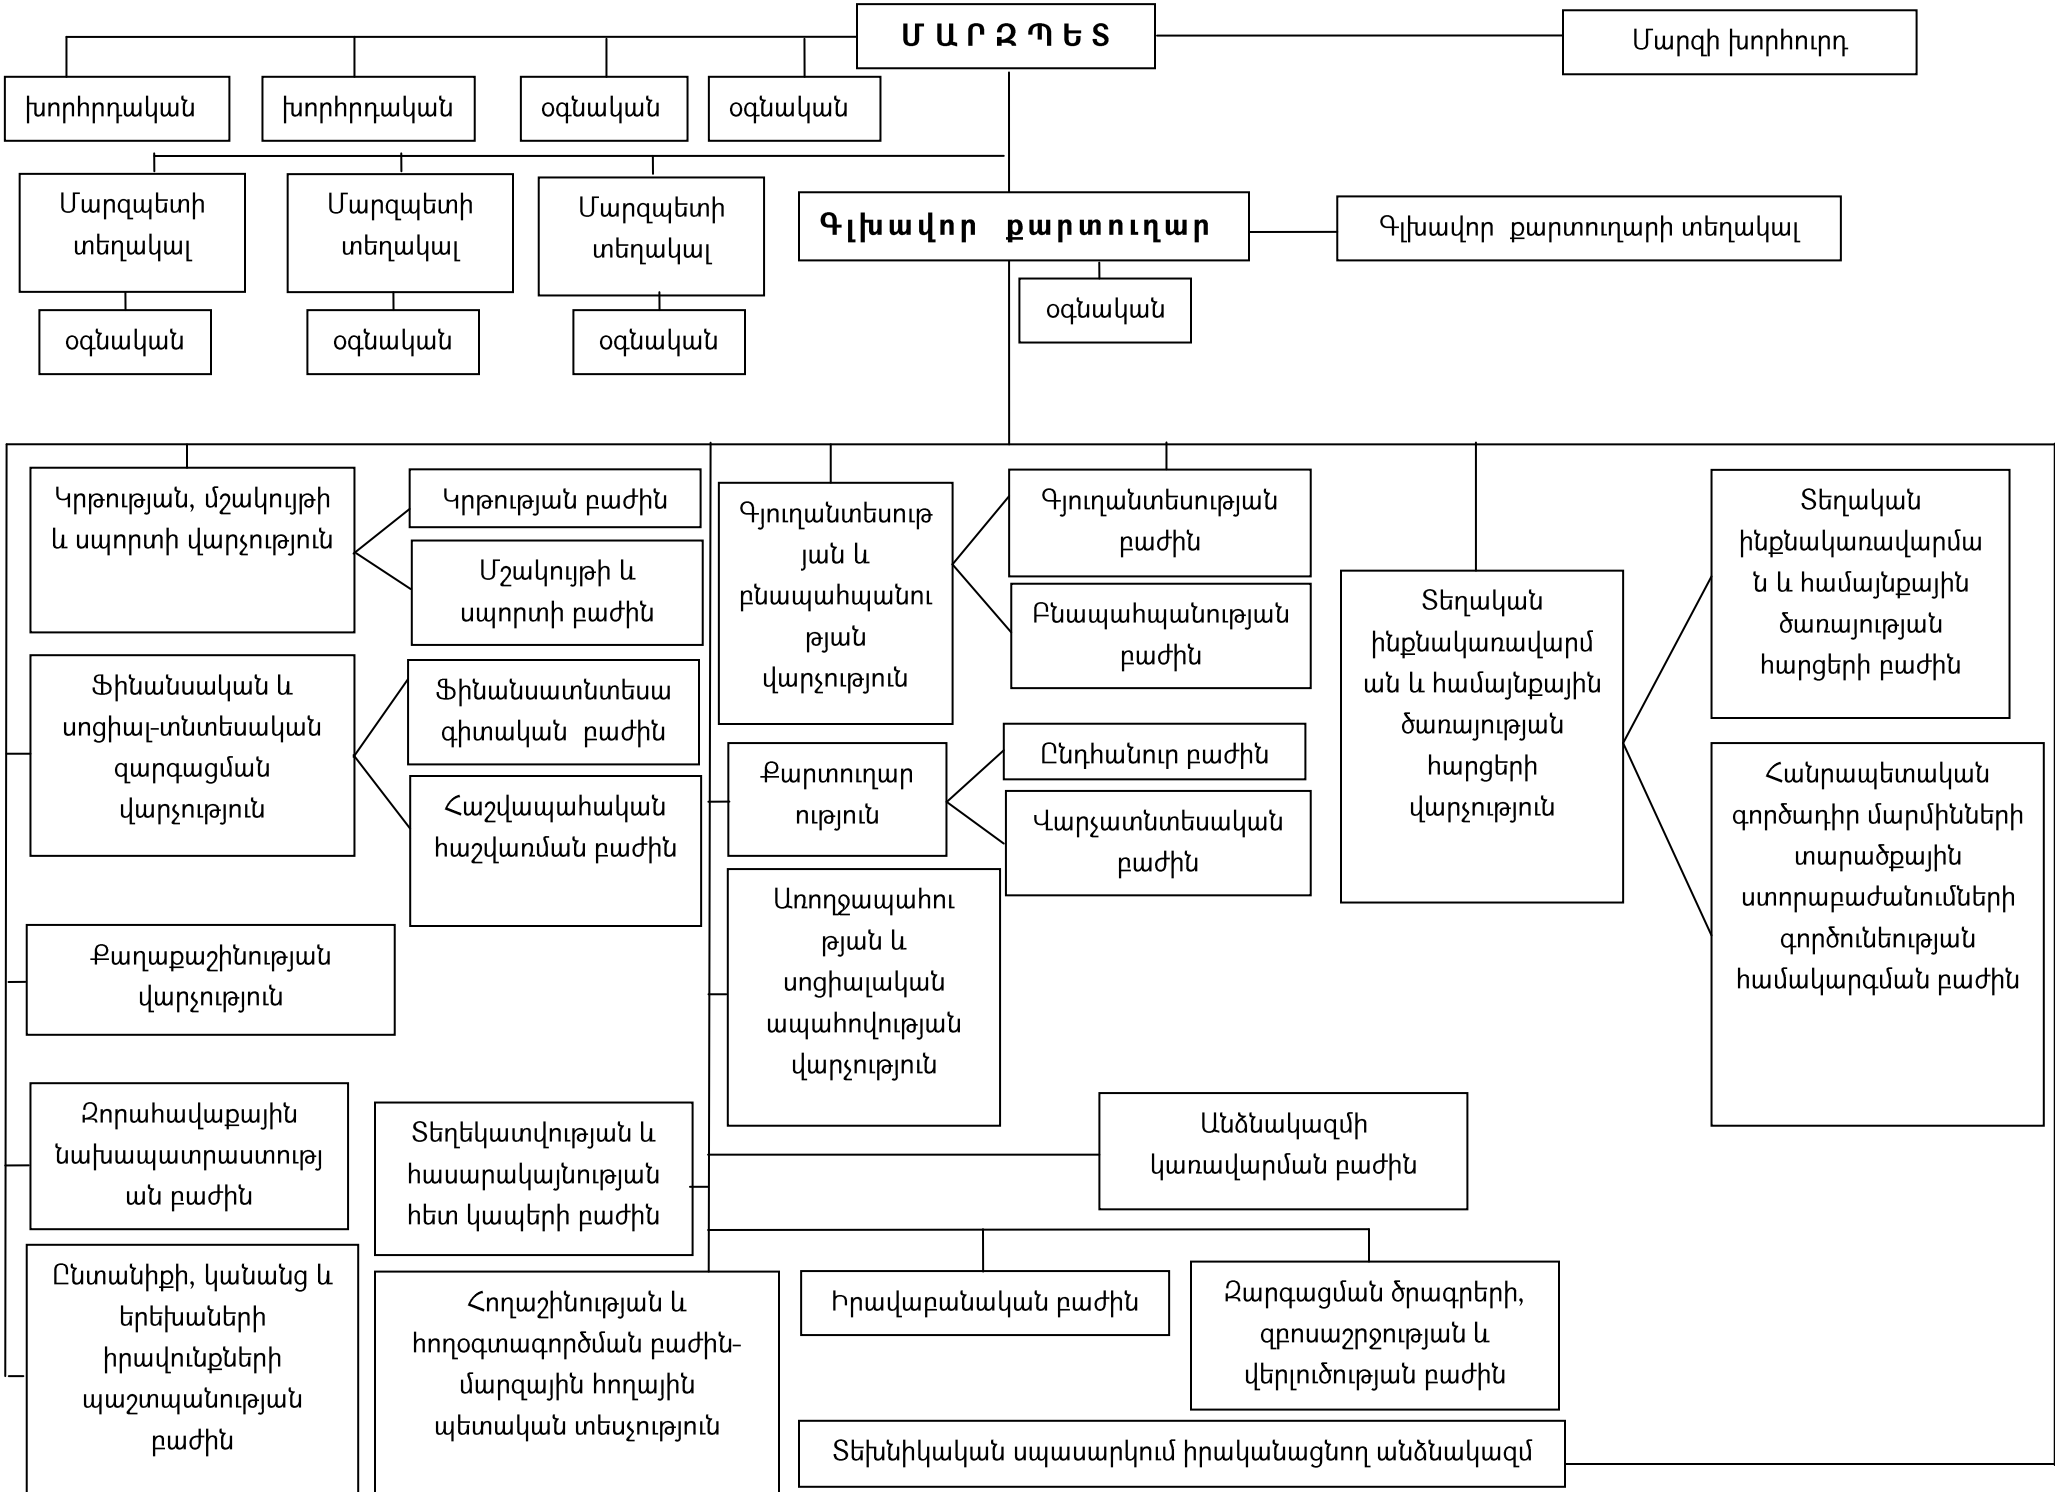 ՄԱՐԶՊԵՏ
Մարզի խորհուրդ
խորհրդական
խորհրդական
օգնական
օգնական
Մարզպետի
տեղակալ
Մարզպետի
տեղակալ
Մարզպետի
տեղակալ
Գլխավոր քարտուղար
Գլխավոր քարտուղարի տեղակալ
օգնական
օգնական
օգնական
օգնական
Կրթության, մշակույթի
և սպորտի վարչություն
Կրթության բաժին
Մշակույթի և
սպորտի բաժին
Ֆինանսական և
սոցիալ-տնտեսական
զարգացման
վարչություն
Ֆինանսատնտեսա
գիտական բաժին
Հաշվապահական
հաշվառման բաժին
Քաղաքաշինության
վարչություն
Զորահավաքային
նախապատրաստությ
ան բաժին
Ընտանիքի, կանանց և
երեխաների
իրավունքների
պաշտպանության
բաժին
Տեղեկատվության և
հասարակայնության
հետ կապերի բաժին
Հողաշինության և
հողօգտագործման բաժին-
մարզային հողային
պետական տեսչություն
Գյուղանտեսութ
յան և
բնապահպանու
թյան
վարչություն
Գյուղանտեսության
բաժին
Բնապահպանության
բաժին
Քարտուղար
ություն
Ընդհանուր բաժին
Վարչատնտեսական
բաժին
Առողջապահու
թյան և
սոցիալական
ապահովության
վարչություն
Տեղական
ինքնակառավարմ
ան և համայնքային
ծառայության
հարցերի
վարչություն
Տեղական
ինքնակառավարմա
ն և համայնքային
ծառայության
հարցերի բաժին
Հանրապետական
գործադիր մարմինների
տարածքային
ստորաբաժանումների
գործունեության
համակարգման բաժին
Անձնակազմի
կառավարման բաժին
Իրավաբանական բաժին
Զարգացման ծրագրերի,
զբոսաշրջության և
վերլուծության բաժին
Տեխնիկական սպասարկում իրականացնող անձնակազմ